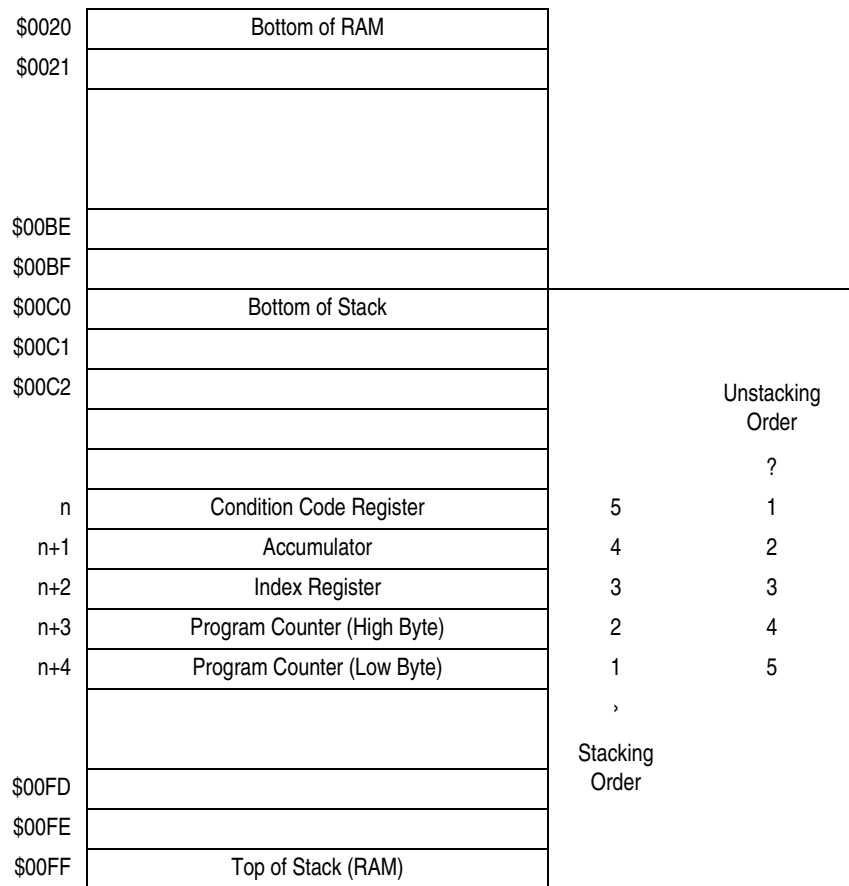 $0020 Bottom of RAM
$0021
$00BE
$00BF
$00C0 Bottom of Stack
$00C1
$00C2
Unstacking
Order
?
n Condition Code Register 5 1
n+1 Accumulator 4 2
n+2 Index Register 3 3
n+3 Program Counter (High Byte) 2 4
n+4 Program Counter (Low Byte) 1 5
›
Stacking
Order
$00FD
$00FE
$00FF Top of Stack (RAM)